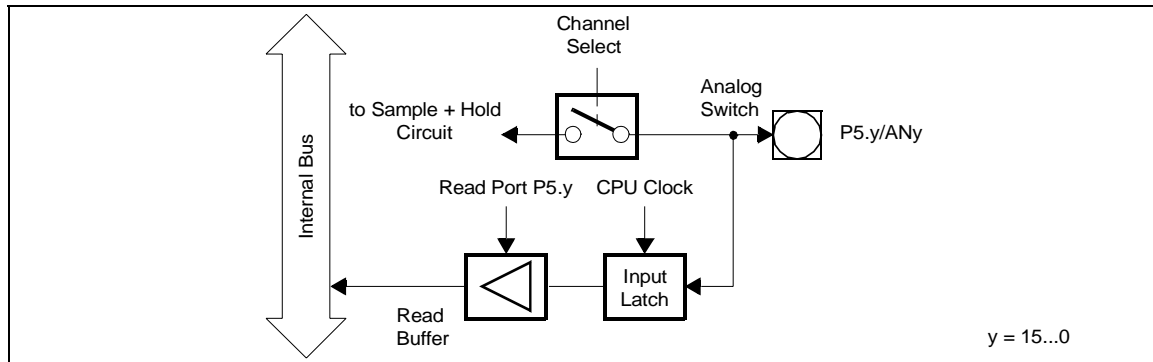 Channel
Select
to Sample + Hold
Circuit
Analog
Switch
P5.y/ANy
Internal Bus
Read Port P5.y
CPU Clock
Input
Latch
Read
Buffer
y = 15...0